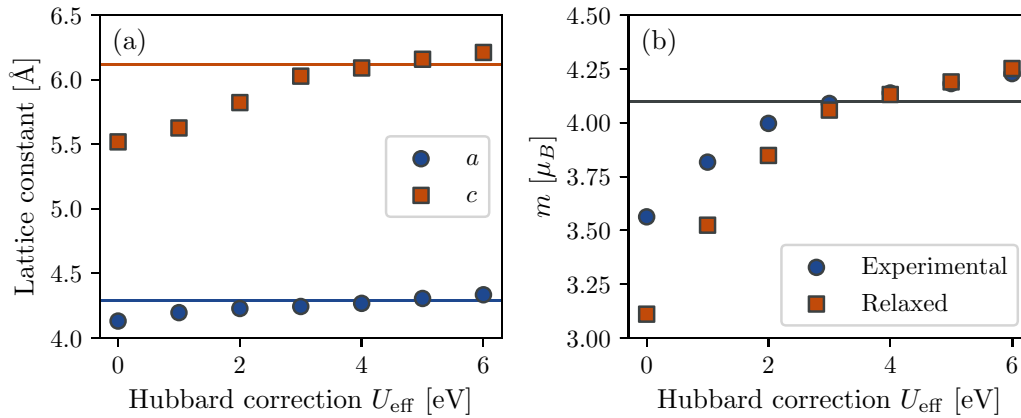 (a)
6.5
6.0
5.5
5.0
4.5
4.0
Lattice constant [Å]
a
c
0 2 4 6
Hubbard correction U_eff [eV]
(b)
4.50
4.25
4.00
3.75
3.50
3.25
3.00
m [μ_B]
Experimental
Relaxed
0 2 4 6
Hubbard correction U_eff [eV]